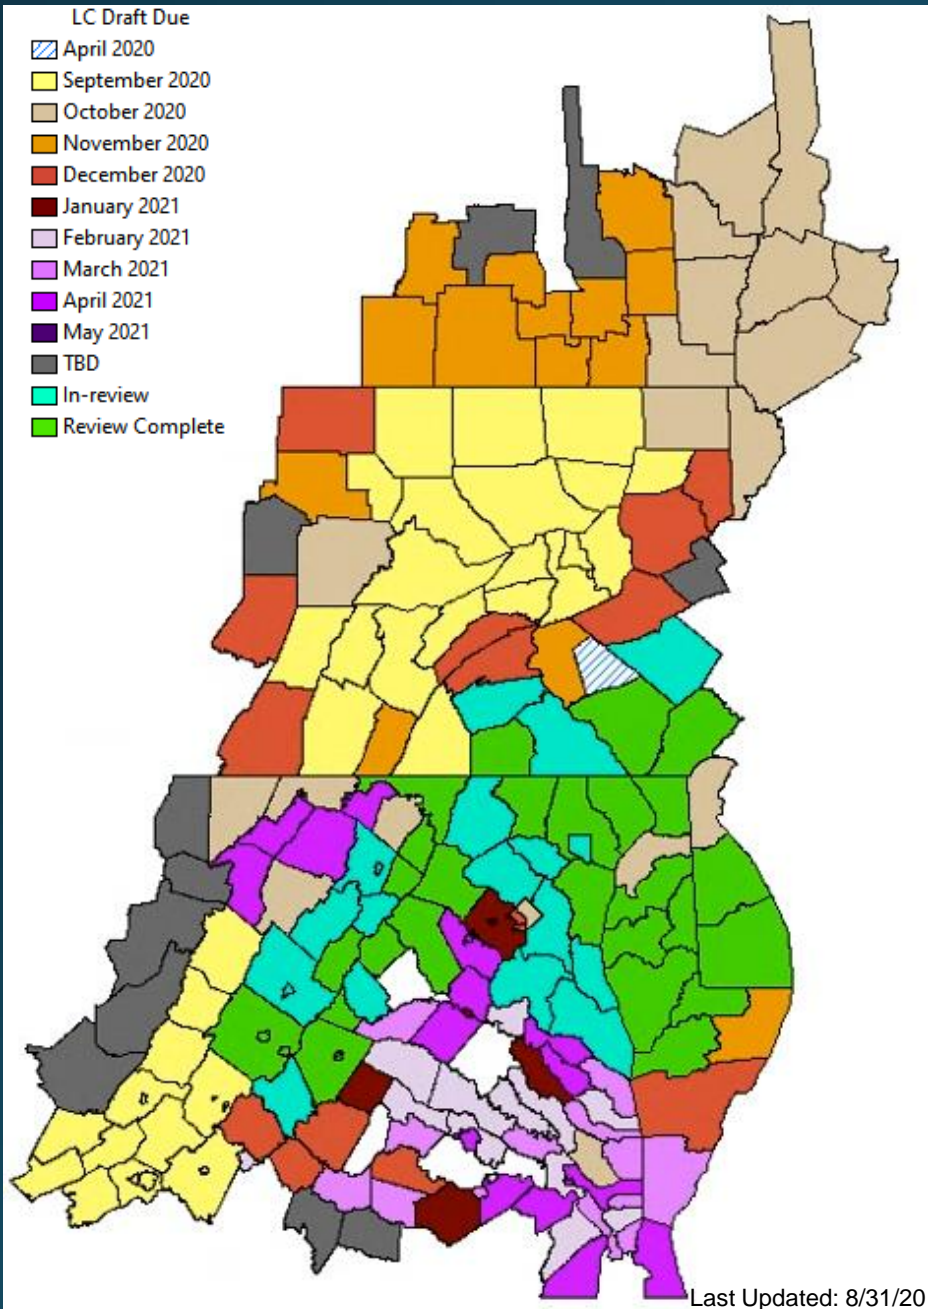 LC Draft Due
April 2020
September 2020
October 2020
November 2020
December 2020
January 2021
February 2021
March 2021
April 2021
May 2021
TBD
In-review
Review Complete
Last Updated: 8/31/20